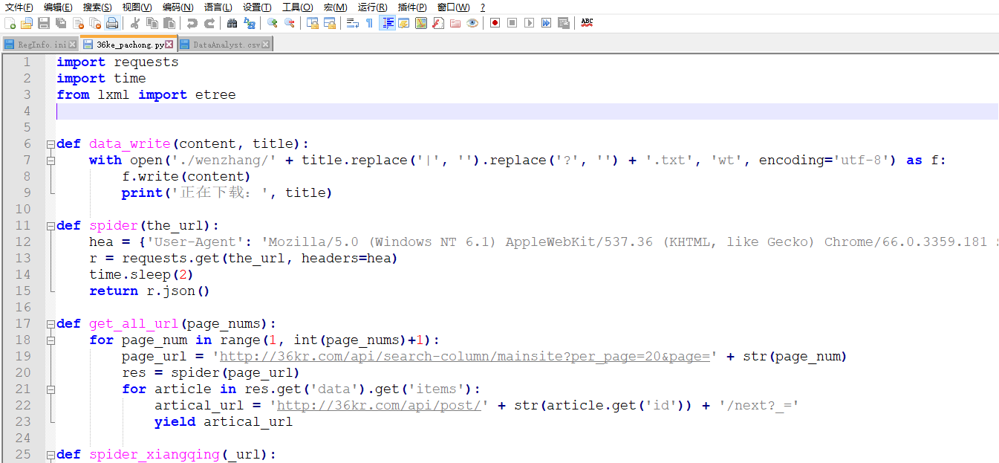 文件(F) 编辑(E) 搜索(S) 视图(V) 编码(N) 语言(L) 设置(T) 工具(O) 宏(M) 运行(R) 插件(P) 窗口(W) ?
ABC
RegInfo.ini 36ke_pachong.py DataAnalyst.csv
1 import requests
2 import time
3 from lxml import etree
4
5
6 def data_write(content, title):
7     with open('./wenzhang/' + title.replace('|', '').replace('?', '') + '.txt', 'wt', encoding='utf-8') as f:
8         f.write(content)
9         print('正在下载：', title)
10
11 def spider(the_url):
12     hea = {'User-Agent': 'Mozilla/5.0 (Windows NT 6.1) AppleWebKit/537.36 (KHTML, like Gecko) Chrome/66.0.3359.181
13     r = requests.get(the_url, headers=hea)
14     time.sleep(2)
15     return r.json()
16
17 def get_all_url(page_nums):
18     for page_num in range(1, int(page_nums)+1):
19         page_url = 'http://36kr.com/api/search-column/mainsite?per_page=20&page=' + str(page_num)
20         res = spider(page_url)
21         for article in res.get('data').get('items'):
22             artical_url = 'http://36kr.com/api/post/' + str(article.get('id')) + '/next?_='
23             yield artical_url
24
25 def spider_xiangqing(_url):